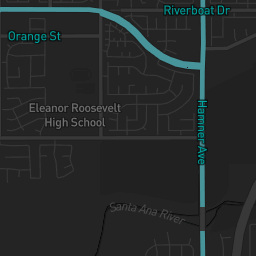 Riverboat Dr
Orange St
Eleanor Roosevelt
High School
Hamner Ave
Santa Ana River